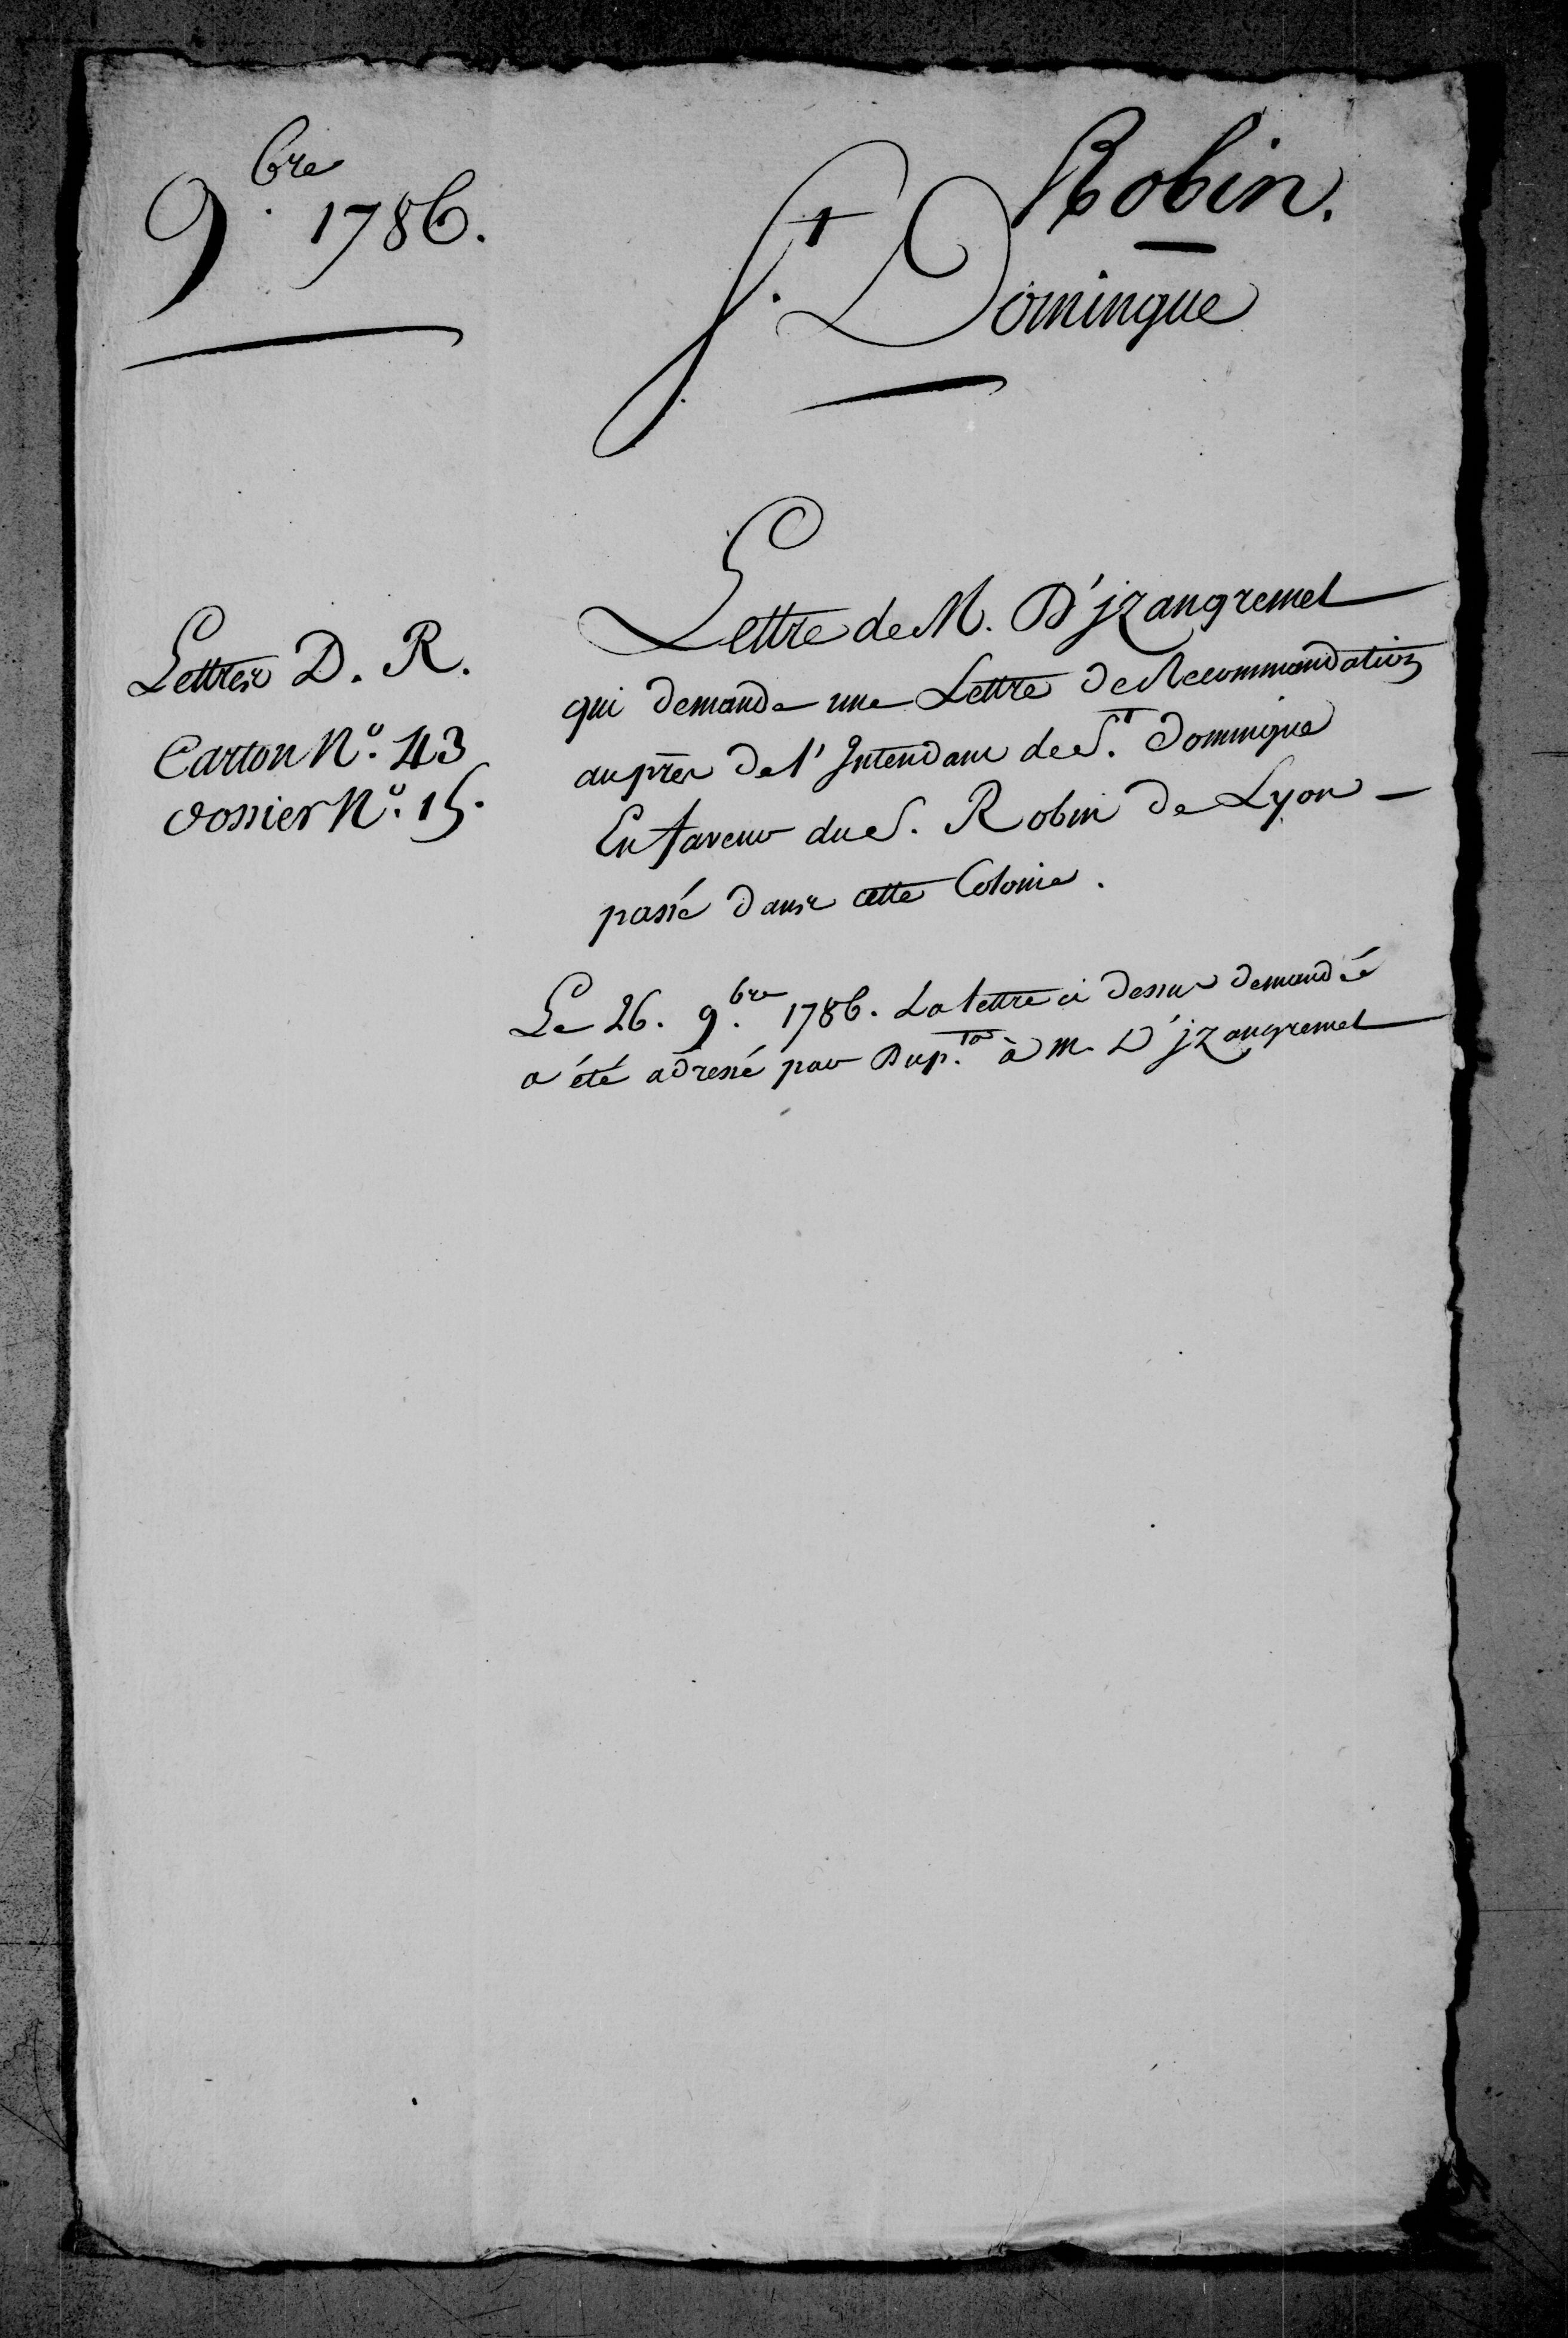 9.bre 1786.
Robin.
S.t Domingue
Lettres D. R.
Carton N.o 43
dossier N.o 15.
Lettre de M. D'jzangremel
qui demande une Lettre de Recommandation
auprès de l'Intendant de S.t Domingue
En faveur du S. Robin de Lyon
passé dans cette Colonie.
Le 26. 9.bre 1786. La lettre ci dessus demandée
a été adressé par Dup.ta à M. D'jzangremel